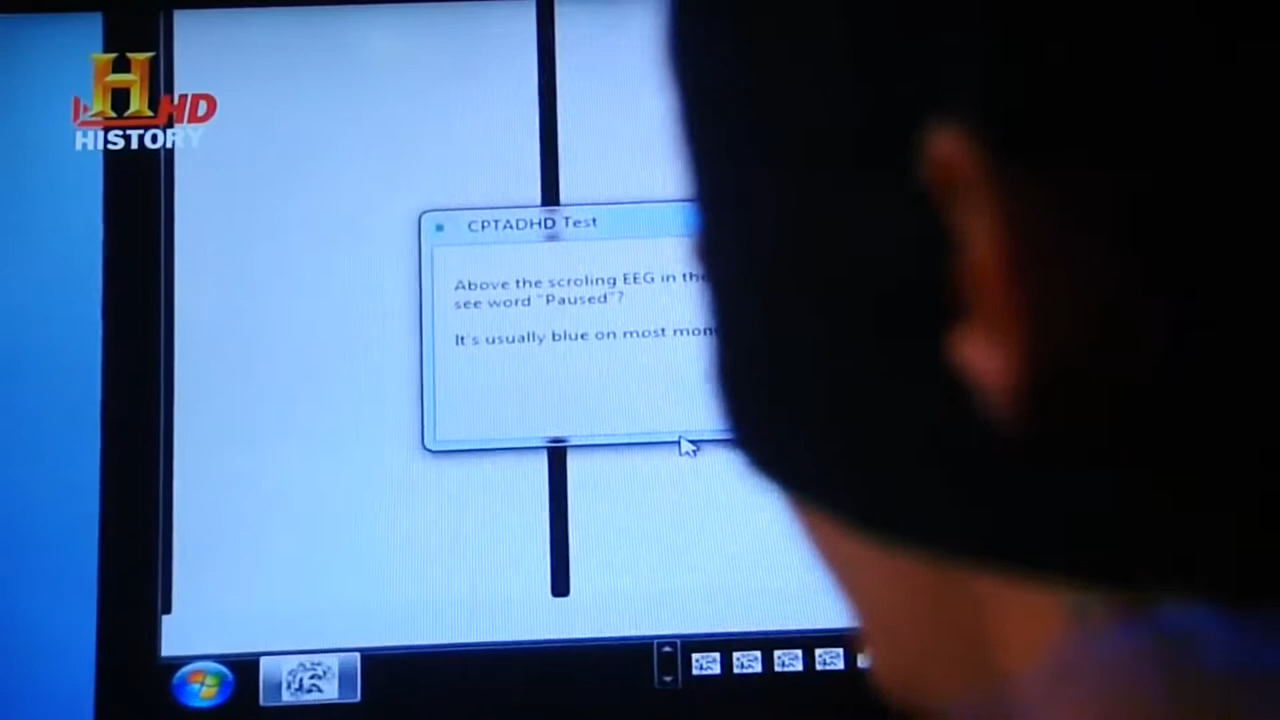 H HD
HISTORY
CPTADHD Test
Above the scroling EEG in the
see word "Paused"?
It's usually blue on most